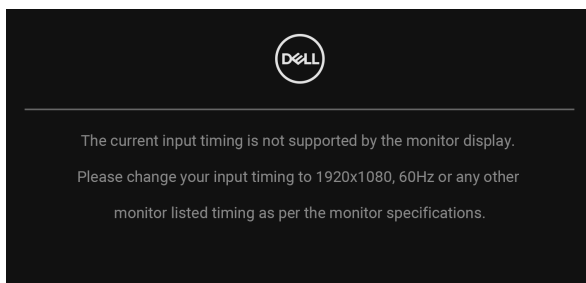 DELL
The current input timing is not supported by the monitor display.
Please change your input timing to 1920x1080, 60Hz or any other
monitor listed timing as per the monitor specifications.